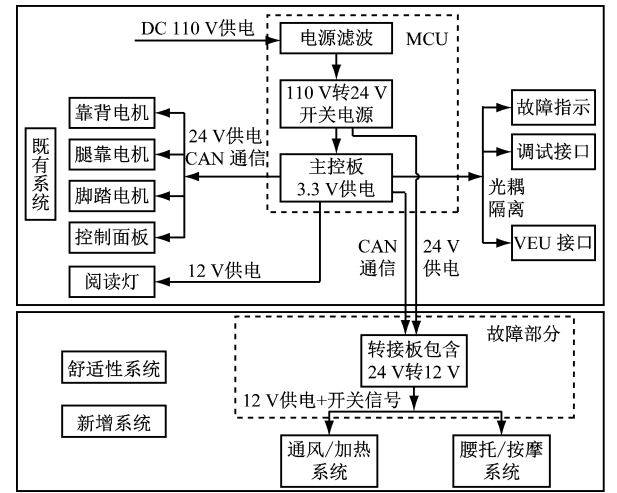 DC 110 V供电
电源滤波
MCU
110 V转24 V
开关电源
主控板
3.3 V供电
既有系统
靠背电机
腿靠电机
脚踏电机
控制面板
阅读灯
24 V供电
CAN 通信
12 V供电
故障指示
调试接口
光耦
隔离
VEU 接口
CAN
通信
24 V
供电
故障部分
转接板包含
24 V转12 V
舒适性系统
新增系统
12 V供电+开关信号
通风/加热
系统
腰托/按摩
系统